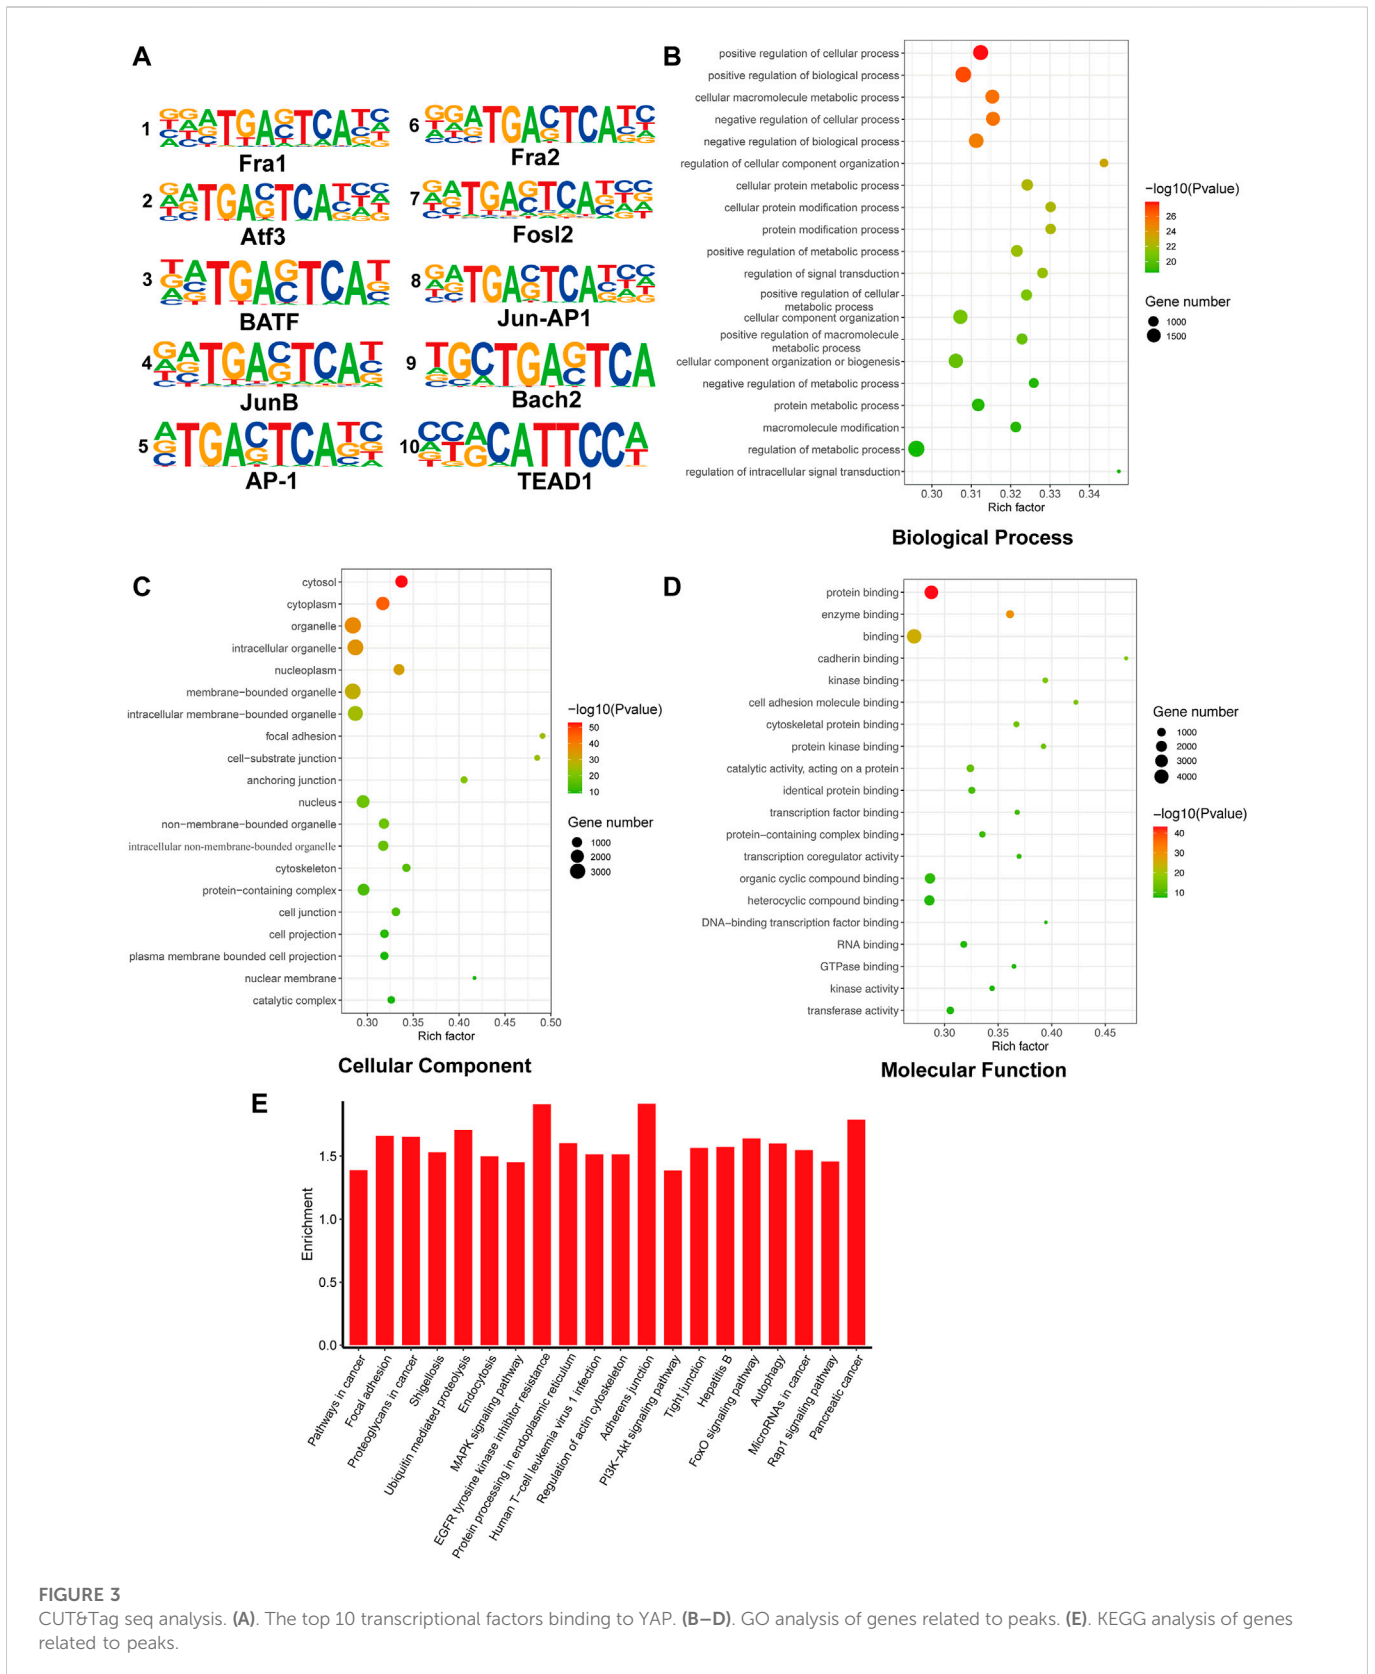 A
1
Fra1
2
Atf3
3
BATF
4
JunB
5
AP-1
6
Fra2
7
Fosl2
8
Jun-AP1
9
Bach2
10
TEAD1
B
positive regulation of cellular process
positive regulation of biological process
cellular macromolecule metabolic process
negative regulation of cellular process
negative regulation of biological process
regulation of cellular component organization
cellular protein metabolic process
cellular protein modification process
protein modification process
positive regulation of metabolic process
regulation of signal transduction
positive regulation of cellular
metabolic process
cellular component organization
positive regulation of macromolecule
metabolic process
cellular component organization or biogenesis
negative regulation of metabolic process
protein metabolic process
macromolecule modification
regulation of metabolic process
regulation of intracellular signal transduction
0.30 0.31 0.32 0.33 0.34
Rich factor
−log10(Pvalue)
26
24
22
20
Gene number
1000
1500
Biological Process
C
cytosol
cytoplasm
organelle
intracellular organelle
nucleoplasm
membrane−bounded organelle
intracellular membrane−bounded organelle
focal adhesion
cell−substrate junction
anchoring junction
nucleus
non−membrane−bounded organelle
intracellular non−membrane−bounded organelle
cytoskeleton
protein−containing complex
cell junction
cell projection
plasma membrane bounded cell projection
nuclear membrane
catalytic complex
0.30 0.35 0.40 0.45 0.50
Rich factor
−log10(Pvalue)
50
40
30
20
10
Gene number
1000
2000
3000
Cellular Component
D
protein binding
enzyme binding
binding
cadherin binding
kinase binding
cell adhesion molecule binding
cytoskeletal protein binding
protein kinase binding
catalytic activity, acting on a protein
identical protein binding
transcription factor binding
protein−containing complex binding
transcription coregulator activity
organic cyclic compound binding
heterocyclic compound binding
DNA−binding transcription factor binding
RNA binding
GTPase binding
kinase activity
transferase activity
0.30 0.35 0.40 0.45
Rich factor
Gene number
1000
2000
3000
4000
−log10(Pvalue)
40
30
20
10
Molecular Function
E
Enrichment
1.5
1.0
0.5
0.0
Pathways in cancer
Focal adhesion
Proteoglycans in cancer
Shigellosis
Ubiquitin mediated proteolysis
Endocytosis
MAPK signaling pathway
EGFR tyrosine kinase inhibitor resistance
Protein processing in endoplasmic reticulum
Human T−cell leukemia virus 1 infection
Regulation of actin cytoskeleton
Adherens junction
PI3K−Akt signaling pathway
Tight junction
Hepatitis B
FoxO signaling pathway
Autophagy
MicroRNAs in cancer
Rap1 signaling pathway
Pancreatic cancer
FIGURE 3
CUT&Tag seq analysis. (A). The top 10 transcriptional factors binding to YAP. (B–D). GO analysis of genes related to peaks. (E). KEGG analysis of genes
related to peaks.